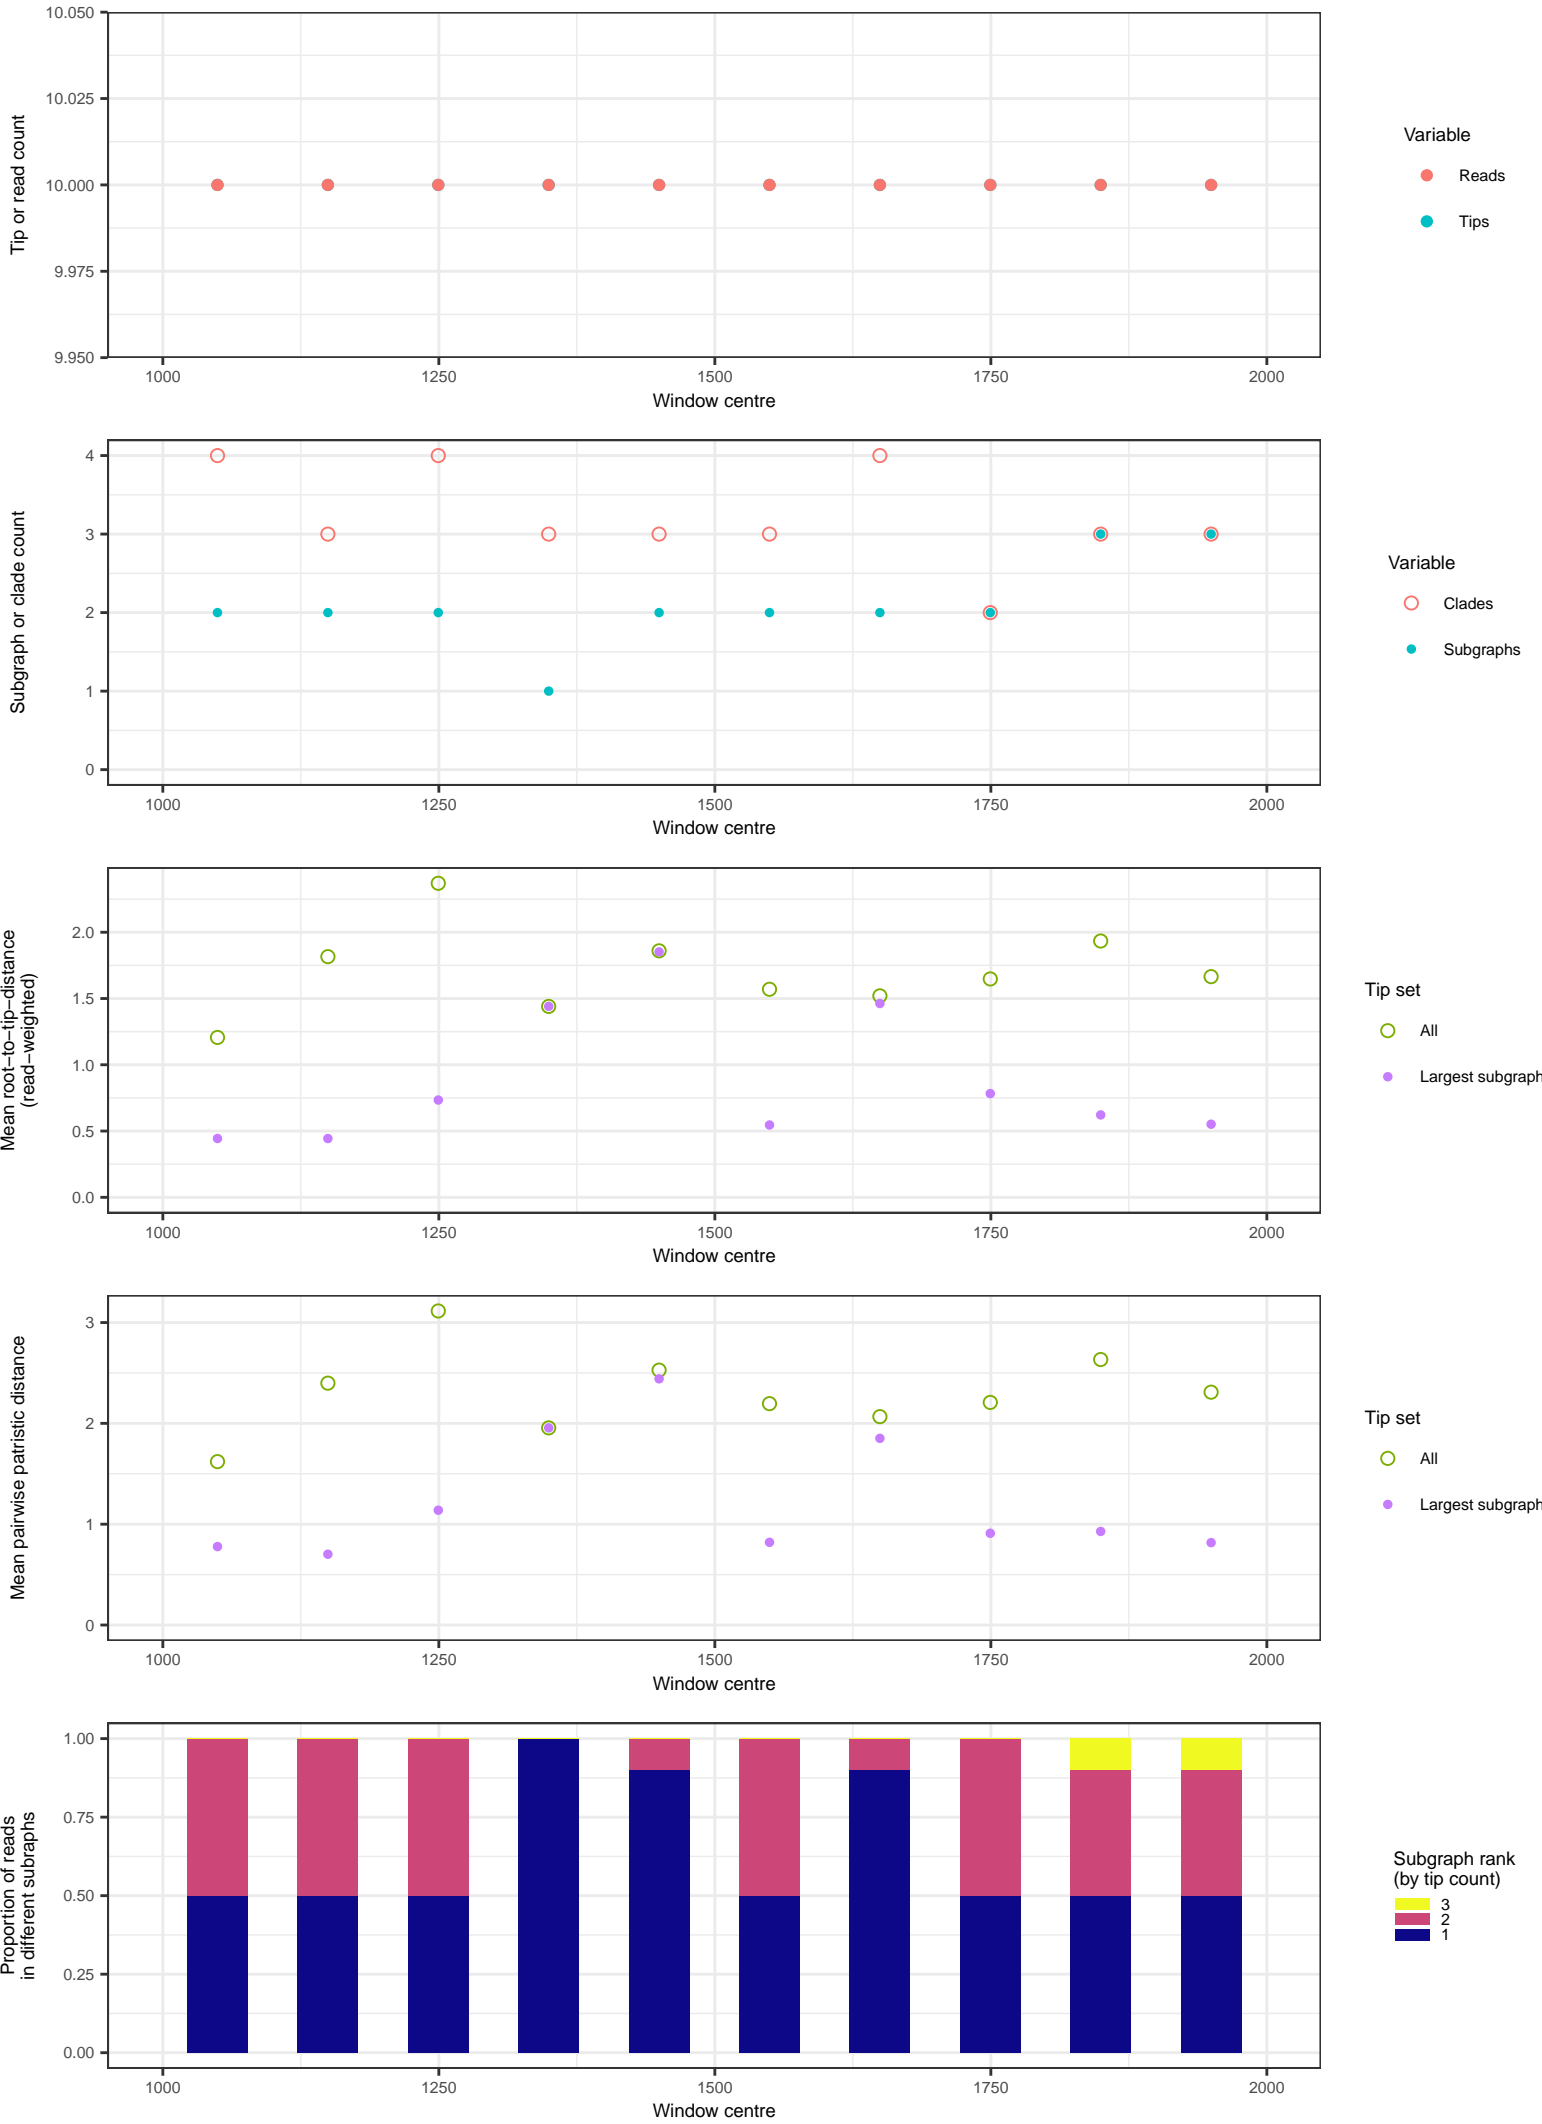 10.050
10.025
10.000
9.975
9.950
Tip or read count
1000 1250 1500 1750 2000
Window centre
Variable
Reads
Tips
4
3
2
1
0
Subgraph or clade count
1000 1250 1500 1750 2000
Window centre
Variable
Clades
Subgraphs
2.0
1.5
1.0
0.5
0.0
Mean root−to−tip−distance
(read−weighted)
1000 1250 1500 1750 2000
Window centre
Tip set
All
Largest subgraph
3
2
1
0
Mean pairwise patristic distance
1000 1250 1500 1750 2000
Window centre
Tip set
All
Largest subgraph
1.00
0.75
0.50
0.25
0.00
Proportion of reads
in different subraphs
1000 1250 1500 1750 2000
Window centre
Subgraph rank
(by tip count)
3
2
1